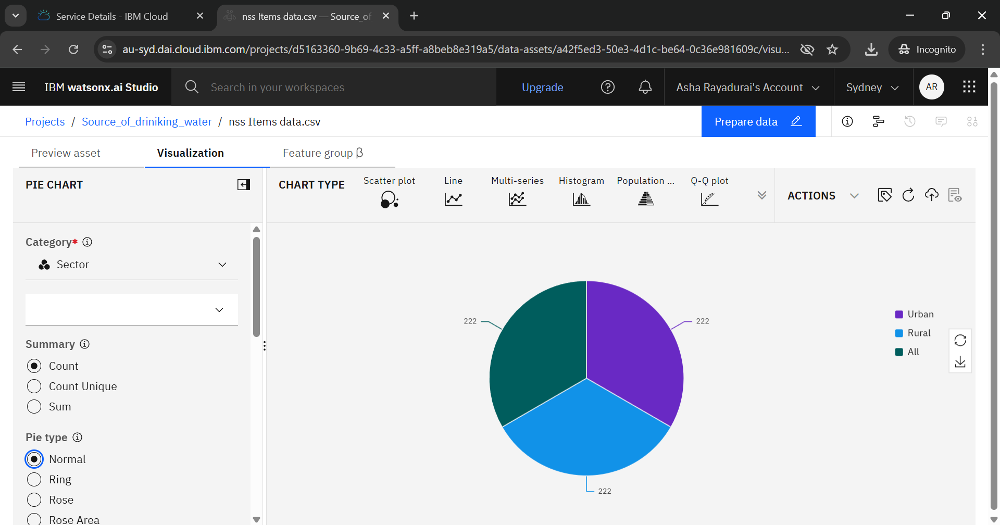 Service Details - IBM Cloud
nss Items data.csv — Source_of
au-syd.dai.cloud.ibm.com/projects/d5163360-9b69-4c33-a5ff-a8beb8e319a5/data-assets/a42f5ed3-50e3-4d1c-be64-0c36e981609c/visu...
Incognito
IBM watsonx.ai Studio
Search in your workspaces
Upgrade
Asha Rayadurai's Account
Sydney
AR
Projects / Source_of_driniking_water / nss Items data.csv
Prepare data
Preview asset
Visualization
Feature group β
PIE CHART
CHART TYPE
Scatter plot
Line
Multi-series
Histogram
Population ...
Q-Q plot
ACTIONS
Category*
Sector
Summary
Count
Count Unique
Sum
Pie type
Normal
Ring
Rose
Rose Area
222
222
222
Urban
Rural
All